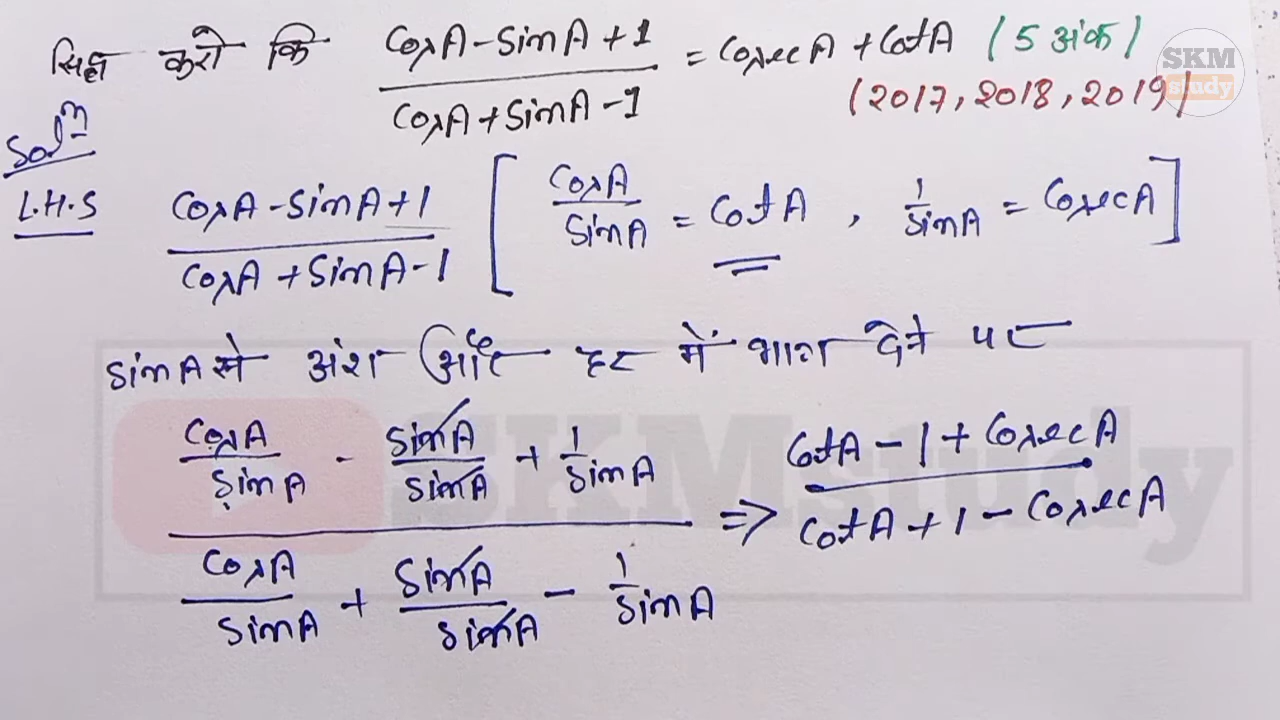 सिद्ध करो कि (CosA - SinA + 1)/(CosA + SinA - 1) = CosecA + CotA (5 अंक)
(2017, 2018, 2019)
SKM
study
Solⁿ
L.H.S (CosA - SinA + 1)/(CosA + SinA - 1) [CosA/SinA = CotA, 1/SinA = CosecA]
SinA से अंश और हर में भाग देने पर
(CosA/SinA - SinA/SinA + 1/SinA)/(CosA/SinA + SinA/SinA - 1/SinA) => (CotA - 1 + CosecA)/(CotA + 1 - CosecA)
SKMstudy